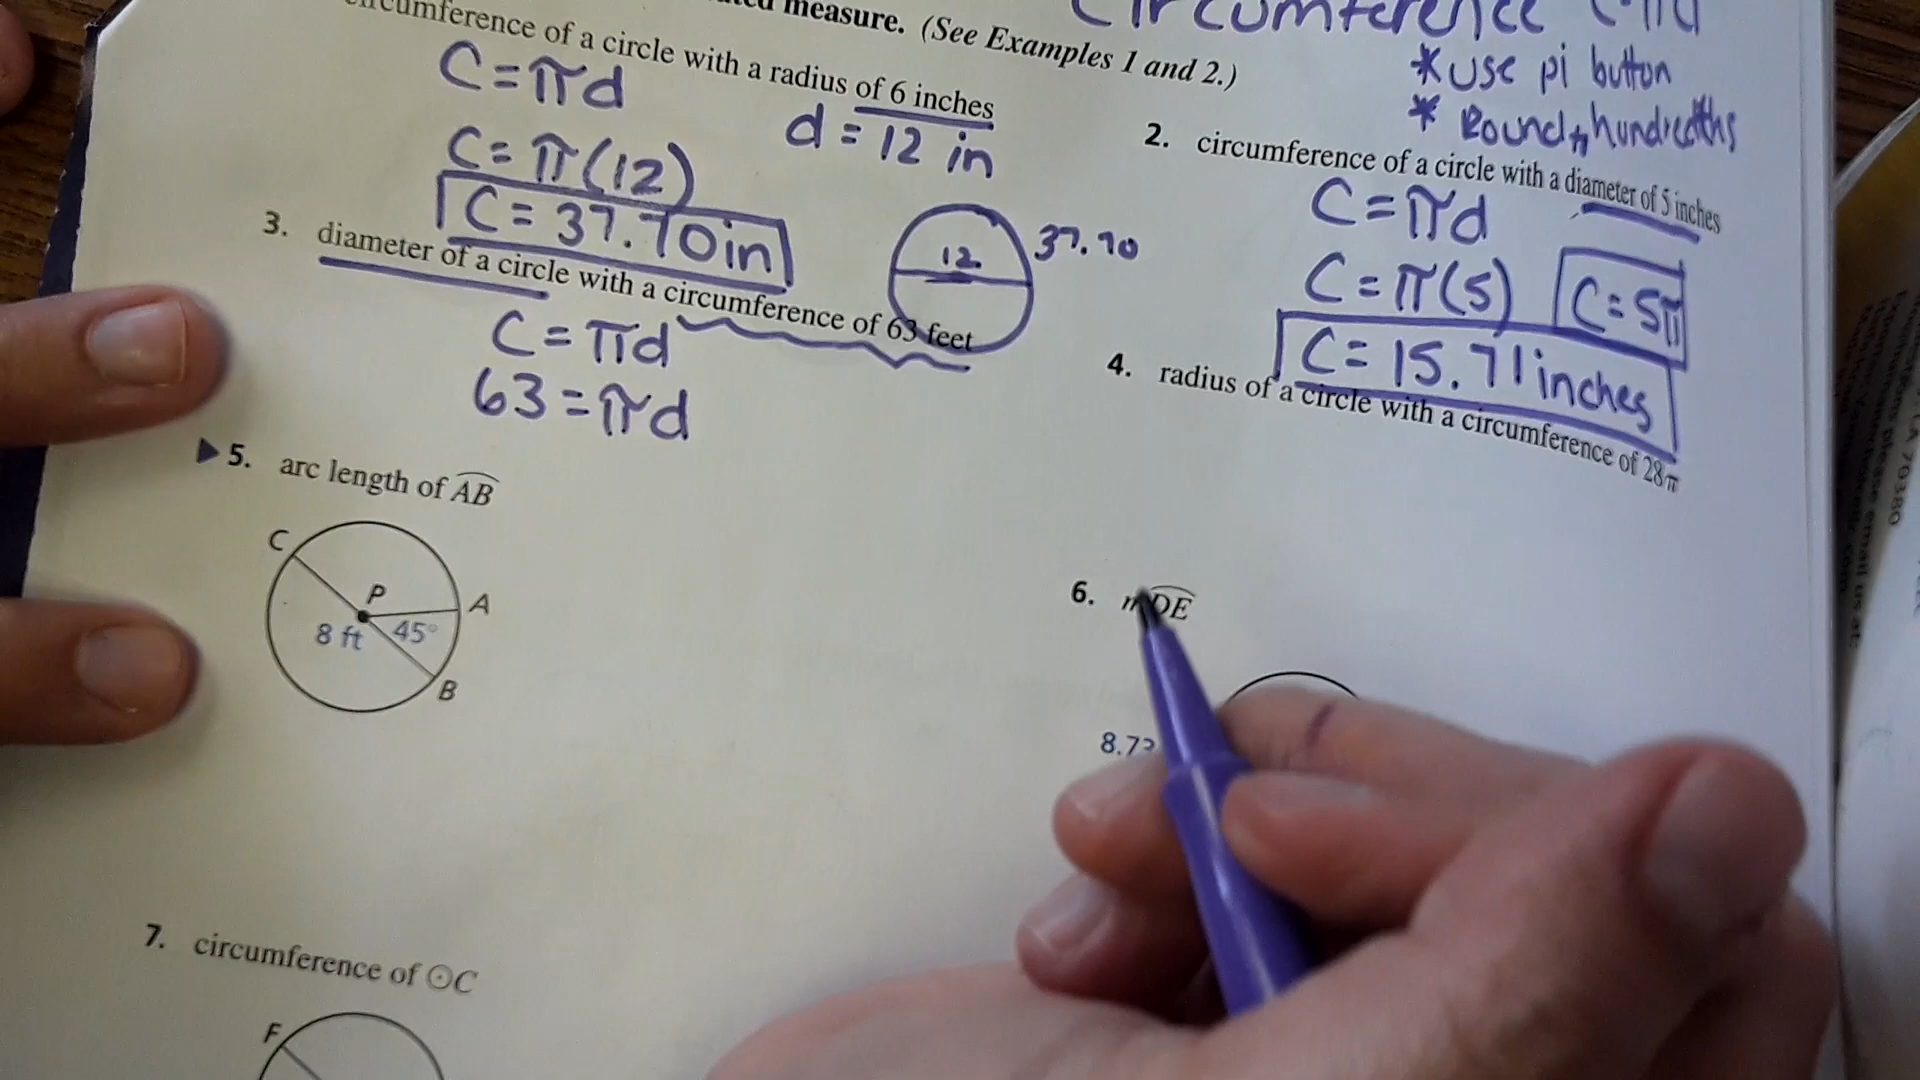 measure. (See Examples 1 and 2.)
Circumference
*use pi button
* Round hundredths
circumference of a circle with a radius of 6 inches
C=πd
d=12 in
C=π(12)
C=37.70in
12
37.70
2. circumference of a circle with a diameter of 5 inches
C=πd
C=π(5)
C=5π
C=15.71 inches
3. diameter of a circle with a circumference of 63 feet
C=πd
63=πd
4. radius of a circle with a circumference of 28π
5. arc length of AB
C
P
A
8 ft
45°
B
6. mDE
8.7
7. circumference of ⊙C
F
70380